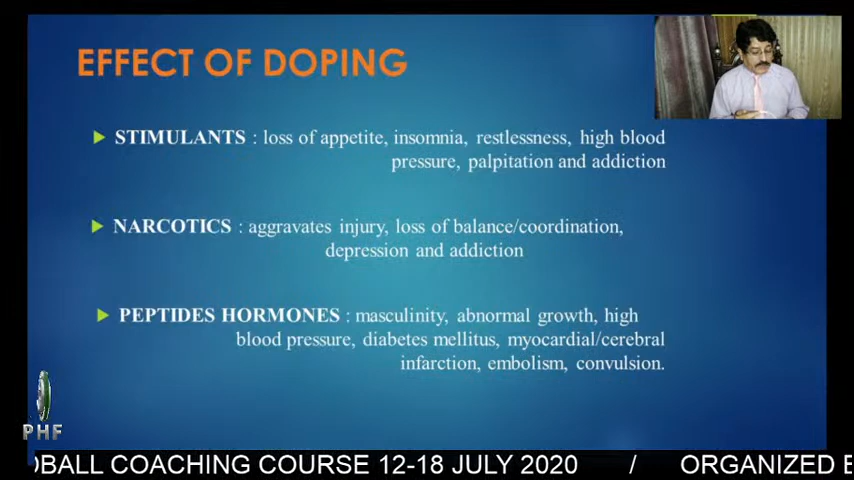 EFFECT OF DOPING
STIMULANTS : loss of appetite, insomnia, restlessness, high blood
pressure, palpitation and addiction
NARCOTICS : aggravates injury, loss of balance/coordination,
depression and addiction
PEPTIDES HORMONES : masculinity, abnormal growth, high
blood pressure, diabetes mellitus, myocardial/cerebral
infarction, embolism, convulsion.
PHF
DBALL COACHING COURSE 12-18 JULY 2020 / ORGANIZED B